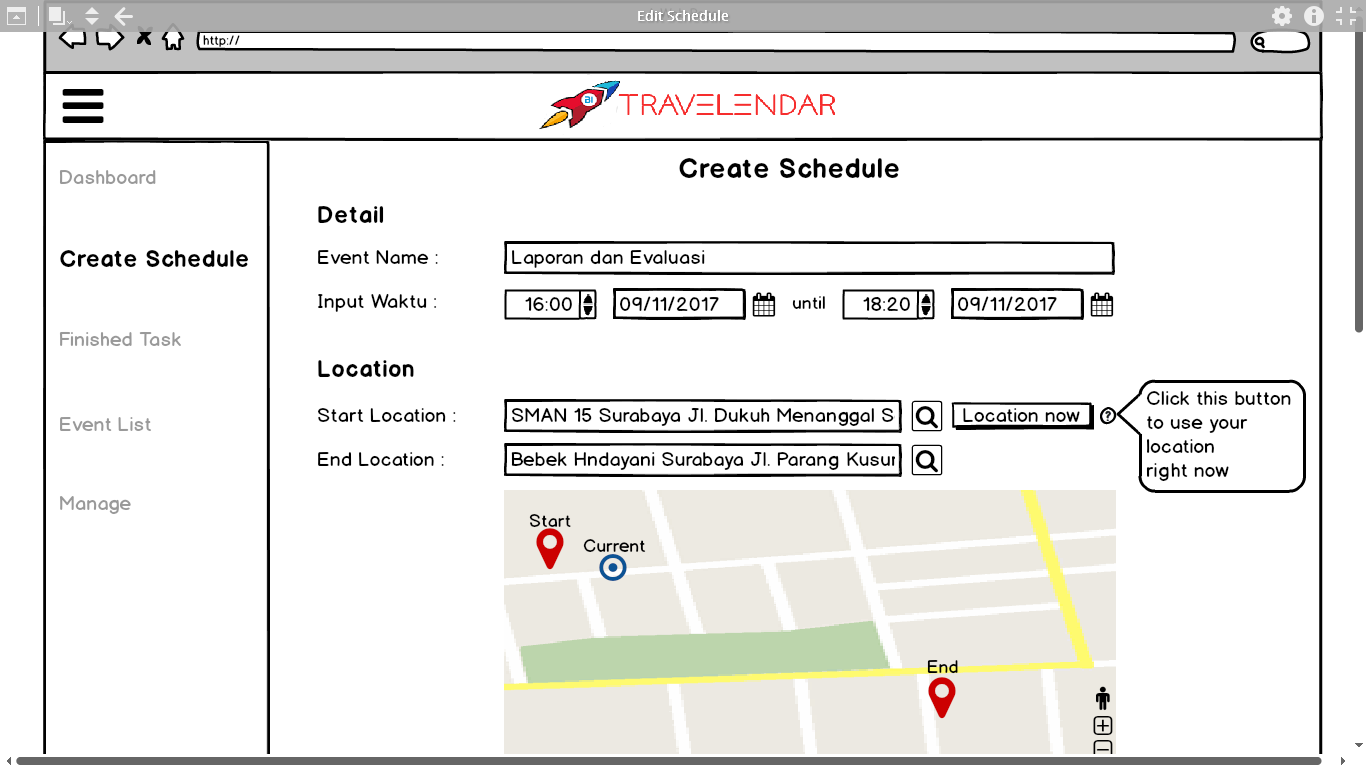 Edit Schedule
http://
ai TRAVELENDAR
Dashboard
Create Schedule
Finished Task
Event List
Manage
Create Schedule
Detail
Event Name : Laporan dan Evaluasi
Input Waktu : 16:00 09/11/2017 until 18:20 09/11/2017
Location
Start Location : SMAN 15 Surabaya Jl. Dukuh Menanggal S Location now ?
End Location : Bebek Hndayani Surabaya Jl. Parang Kusur
Click this button
to use your
location
right now
Start
Current
End